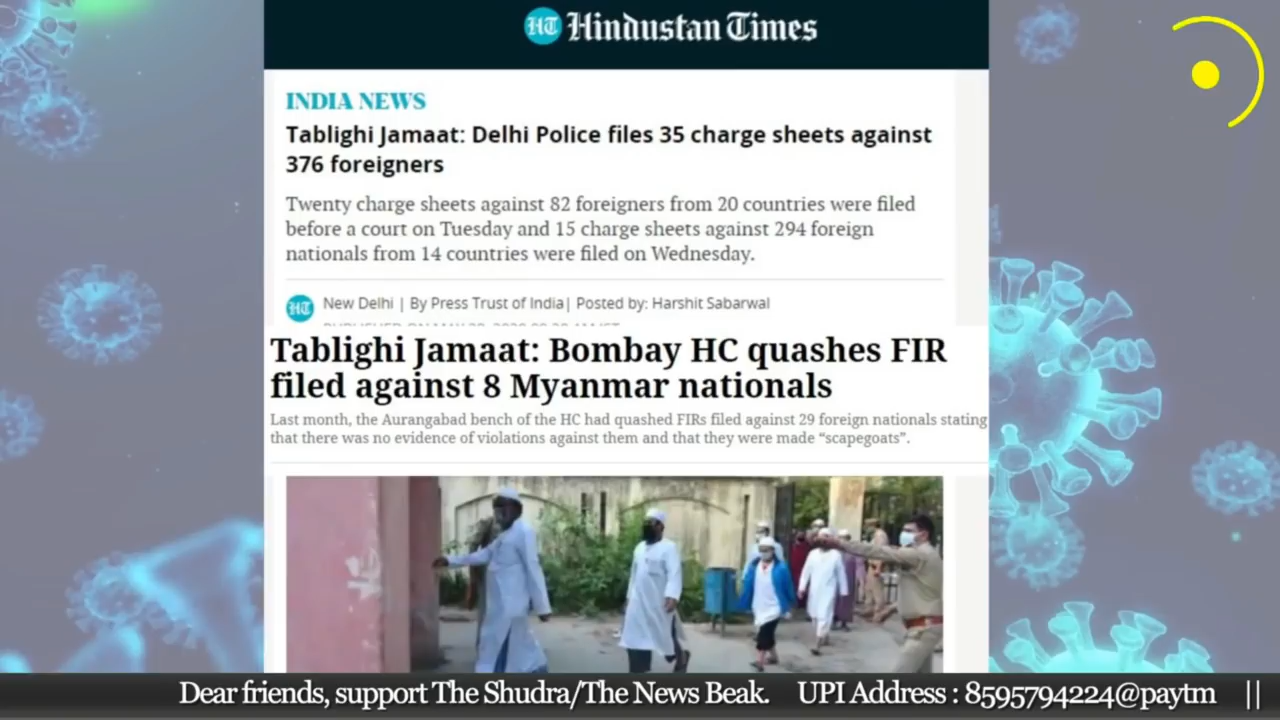 HT Hindustan Times
INDIA NEWS
Tablighi Jamaat: Delhi Police files 35 charge sheets against
376 foreigners
Twenty charge sheets against 82 foreigners from 20 countries were filed
before a court on Tuesday and 15 charge sheets against 294 foreign
nationals from 14 countries were filed on Wednesday.
HT New Delhi | By Press Trust of India| Posted by: Harshit Sabarwal
Tablighi Jamaat: Bombay HC quashes FIR
filed against 8 Myanmar nationals
Last month, the Aurangabad bench of the HC had quashed FIRs filed against 29 foreign nationals stating
that there was no evidence of violations against them and that they were made “scapegoats”.
Dear friends, support The Shudra/The News Beak. UPI Address : 8595794224@paytm ||